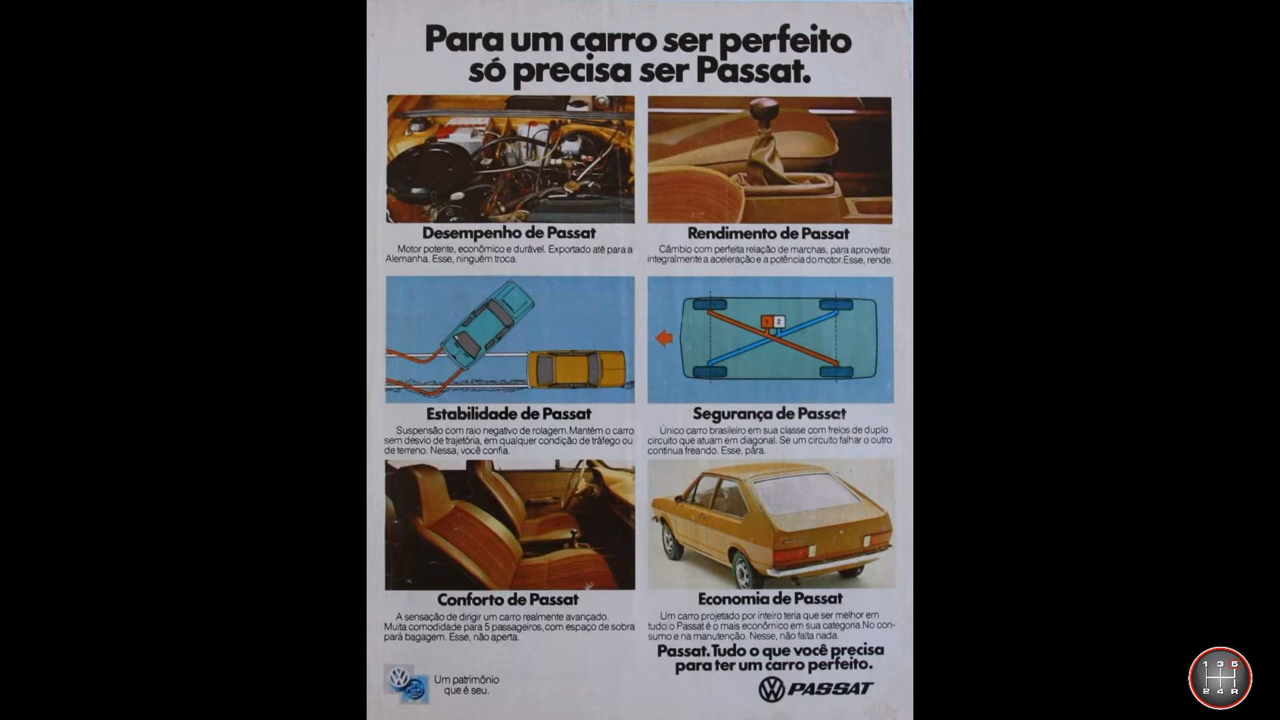 Para um carro ser perfeito
só precisa ser Passat.
Desempenho de Passat
Motor potente, econômico e durável. Exportado até para a
Alemanha. Esse, ninguém troca.
Rendimento de Passat
Câmbio com perfeita relação de marchas, para aproveitar
integralmente a aceleração e a potência do motor. Esse, rende.
1 2
Estabilidade de Passat
Suspensão com raio negativo de rolagem. Mantém o carro
sem desvio de trajetória, em qualquer condição de tráfego ou
de terreno. Nessa, você confia.
Segurança de Passat
Único carro brasileiro em sua classe com freios de duplo
circuito que atuam em diagonal. Se um circuito falhar o outro
continua freando. Esse, pára.
Conforto de Passat
A sensação de dirigir um carro realmente avançado.
Muita comodidade para 5 passageiros, com espaço de sobra
pará bagagem. Esse, não aperta.
Economia de Passat
Um carro projetado por inteiro teria que ser melhor em
tudo o Passat é o mais econômico em sua categoria. No con-
sumo e na manutenção. Nesse, não falta nada.
Passat. Tudo o que você precisa
para ter um carro perfeito.
Um patrimônio
que é seu.
PASSAT
1 3 5
2 4 R